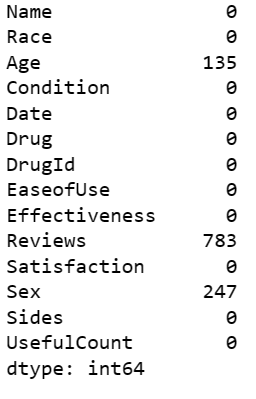 Name 0
Race 0
Age 135
Condition 0
Date 0
Drug 0
DrugId 0
EaseofUse 0
Effectiveness 0
Reviews 783
Satisfaction 0
Sex 247
Sides 0
UsefulCount 0
dtype: int64